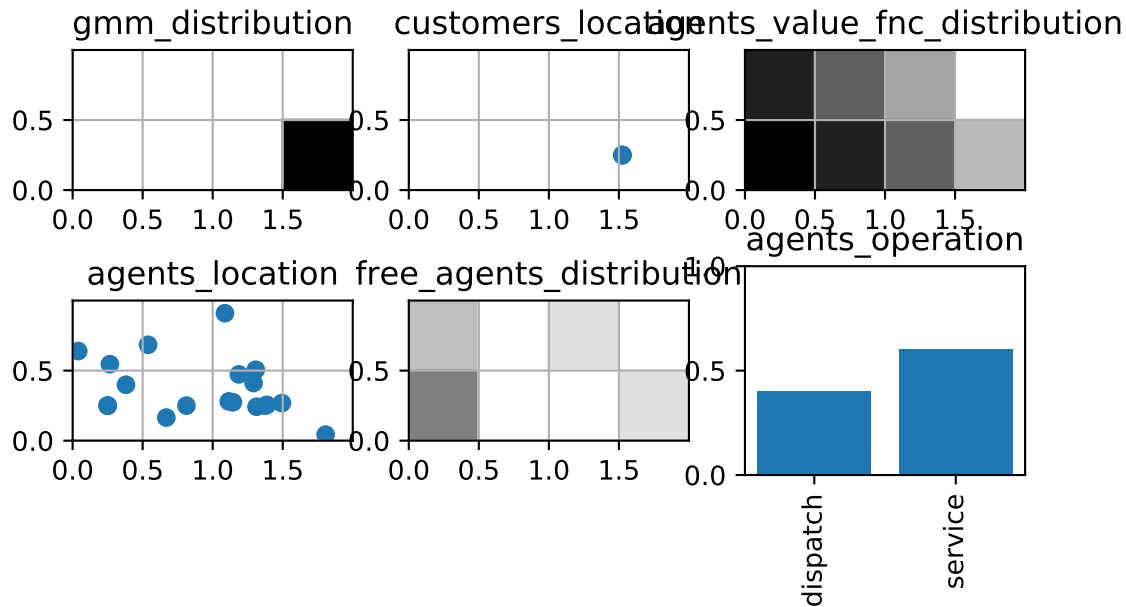 gmm_distribution
customers_location
agents_value_fnc_distribution
0.5
0.0
0.0 0.5 1.0 1.5
0.5
0.0
0.0 0.5 1.0 1.5
0.5
0.0
0.0 0.5 1.0 1.5
agents_location
free_agents_distribution
agents_operation
0.5
0.0
0.0 0.5 1.0 1.5
0.5
0.0
0.0 0.5 1.0 1.5
1.0
0.5
0.0
dispatch
service